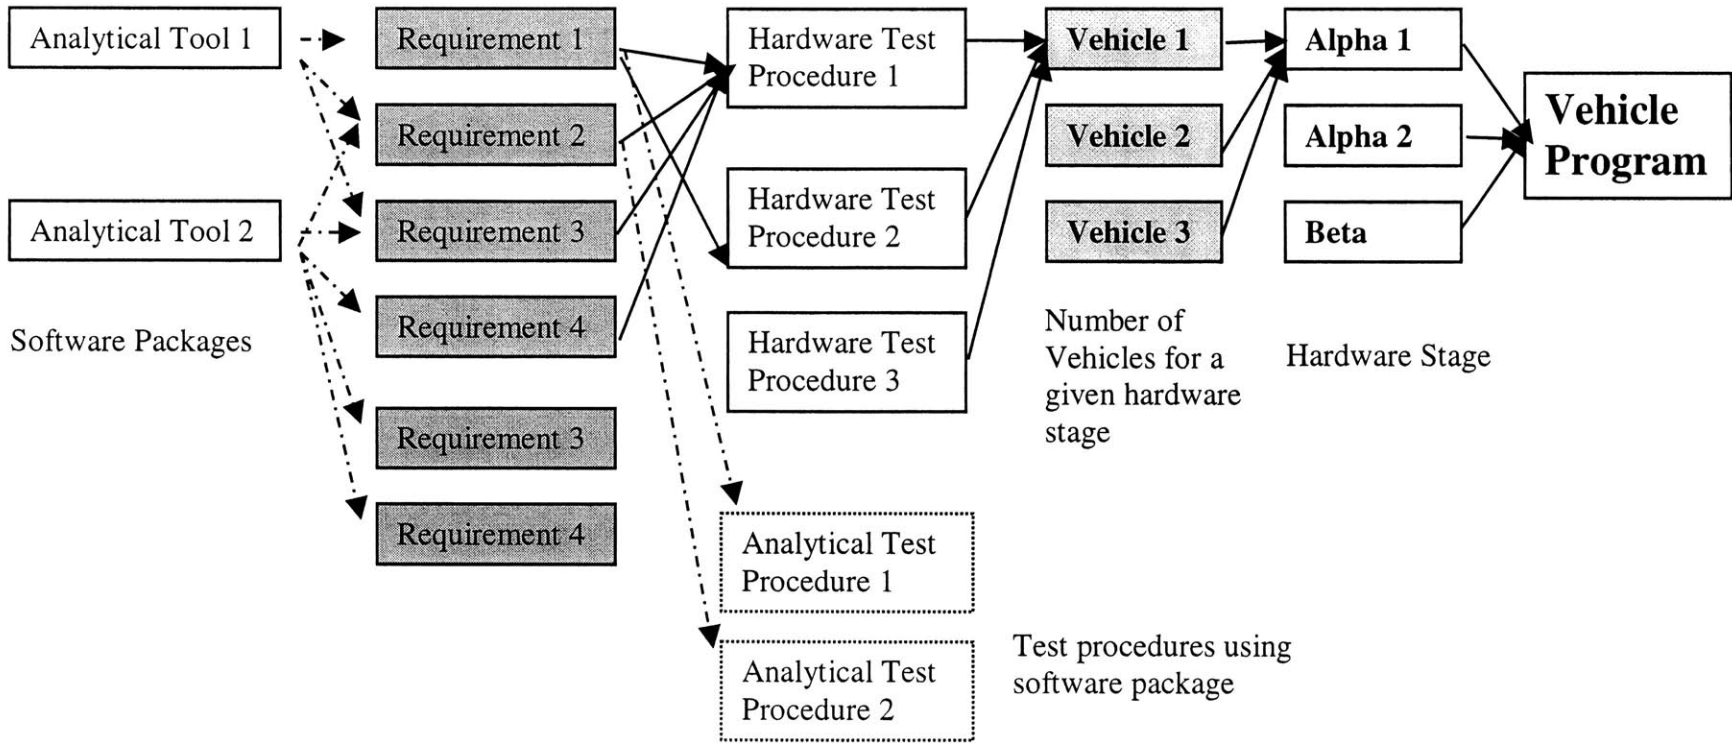 Analytical Tool 1
Analytical Tool 2
Software Packages
Requirement 1
Requirement 2
Requirement 3
Requirement 4
Requirement 3
Requirement 4
Hardware Test
Procedure 1
Hardware Test
Procedure 2
Hardware Test
Procedure 3
Analytical Test
Procedure 1
Analytical Test
Procedure 2
Vehicle 1
Vehicle 2
Vehicle 3
Number of
Vehicles for a
given hardware
stage
Test procedures using
software package
Alpha 1
Alpha 2
Beta
Hardware Stage
Vehicle
Program